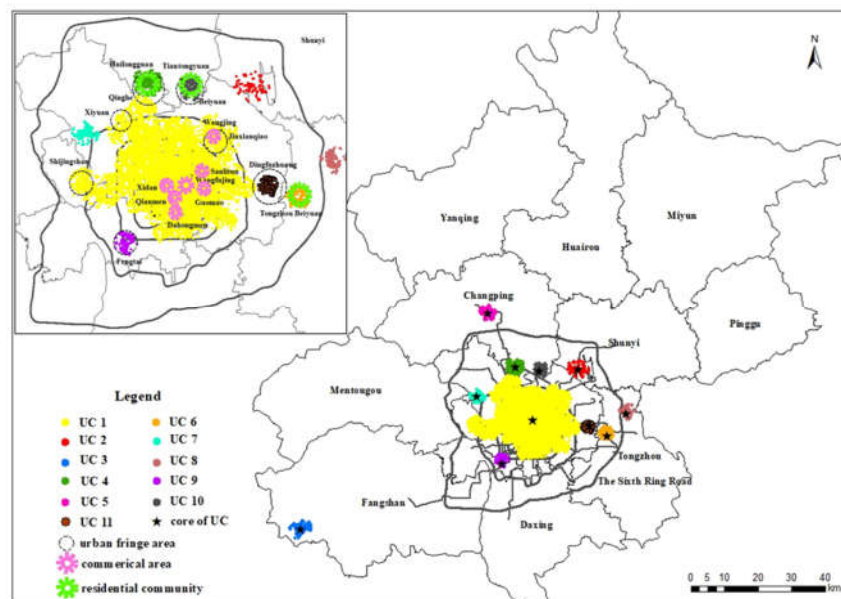 Shunyi
Huilongguan
Tiantongyuan
Qinghe
Beiyuan
Xiyuan
Wangjing
Jiuxianqiao
Shijingshan
Dingfuzhuang
Sanlitun
Xidan
Wangfujing
Qianmen
Guomao
Tongzhou Beiyuan
Dahongmen
Fengtai
N
Yanqing
Miyun
Huairou
Changping
Pinggu
Shunyi
Mentougou
Tongzhou
The Sixth Ring Road
Fangshan
Daxing
Legend
UC 1
UC 6
UC 2
UC 7
UC 3
UC 8
UC 4
UC 9
UC 5
UC 10
UC 11
core of UC
urban fringe area
commerical area
residential community
0 5 10 20 30 40
km